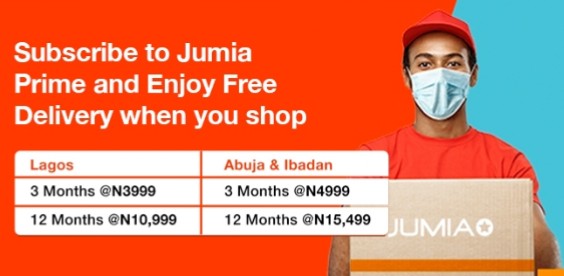 Subscribe to Jumia
Prime and Enjoy Free
Delivery when you shop
Lagos
Abuja & Ibadan
3 Months @N3999
3 Months @N4999
12 Months @N10,999
12 Months @N15,499
JUMIA